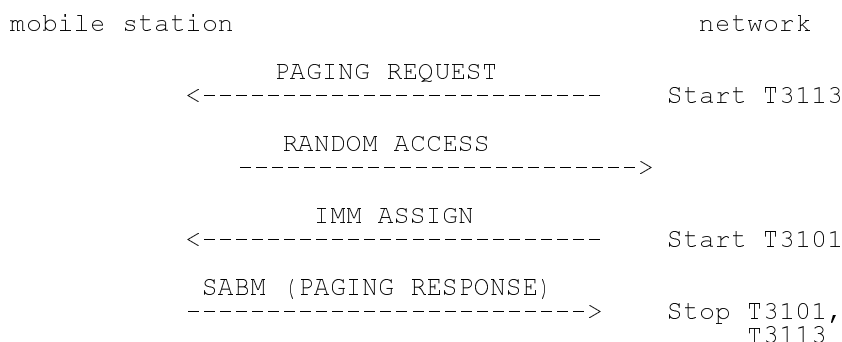 mobile station network
PAGING REQUEST
<------------------------- Start T3113
RANDOM ACCESS
------------------------->
IMM ASSIGN
<------------------------- Start T3101
SABM (PAGING RESPONSE)
-------------------------> Stop T3101,
T3113